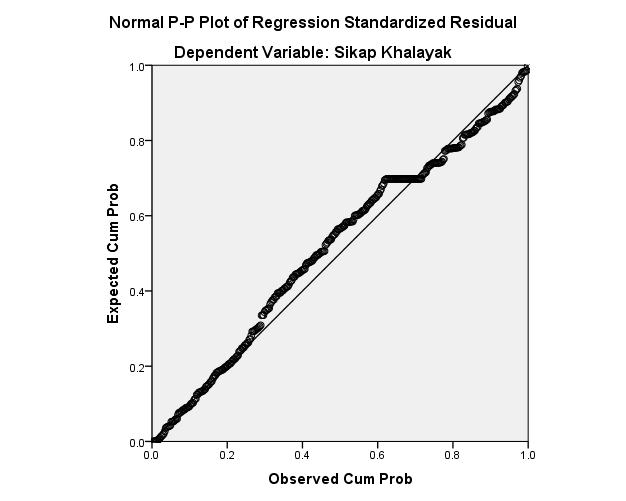 Normal P-P Plot of Regression Standardized Residual
Dependent Variable: Sikap Khalayak
1.0
0.8
0.6
0.4
0.2
0.0
Expected Cum Prob
0.0 0.2 0.4 0.6 0.8 1.0
Observed Cum Prob